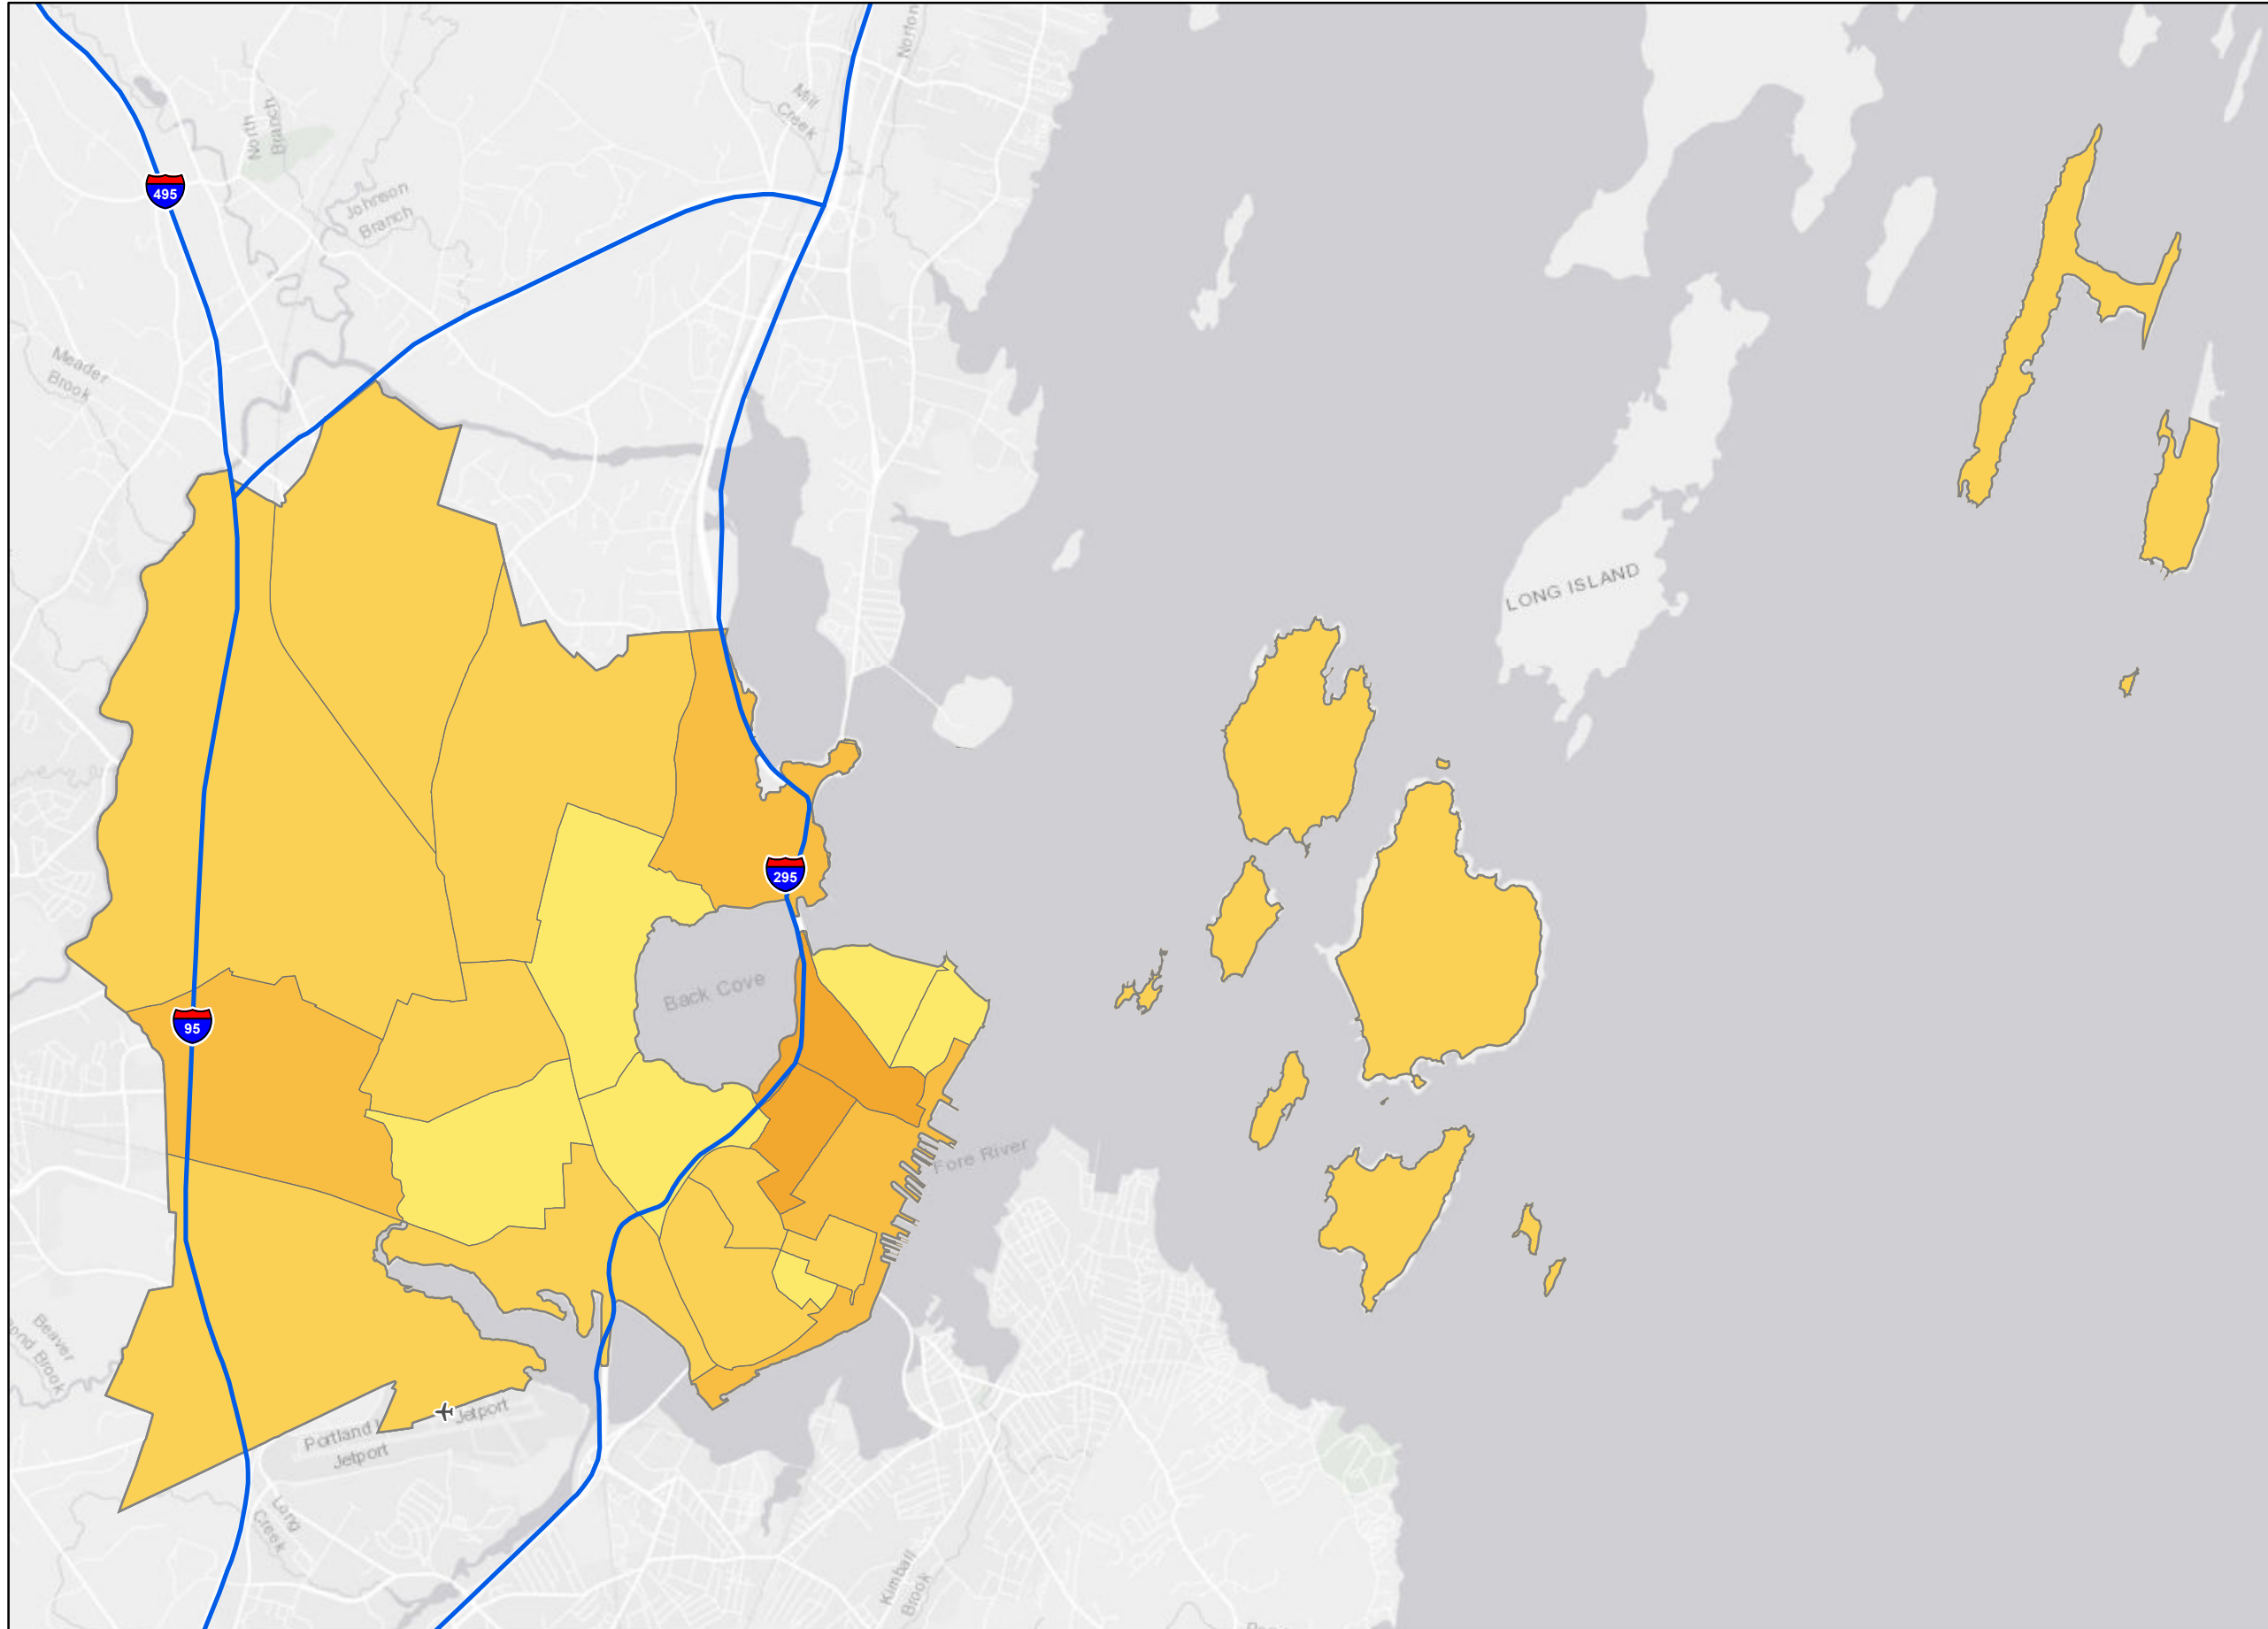 Norton
Mill
Creek
495
North
Branch
Johnson
Branch
Meader
Brook
LONG ISLAND
295
Back Cove
95
Fore River
Beaver
ond Brook
Portland I
Jetport
Jetport
Long
Creek
Kimball
Brook